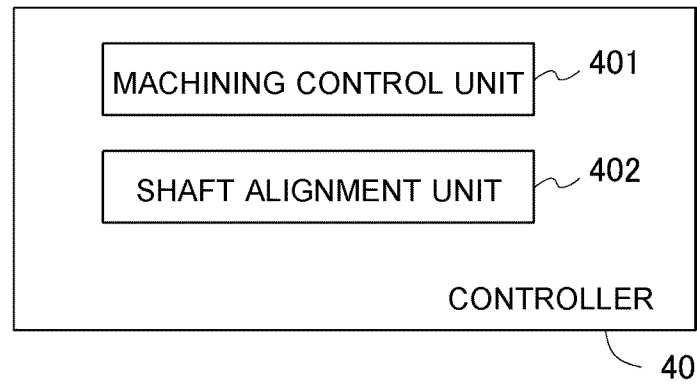 MACHINING CONTROL UNIT
401
SHAFT ALIGNMENT UNIT
402
CONTROLLER
40